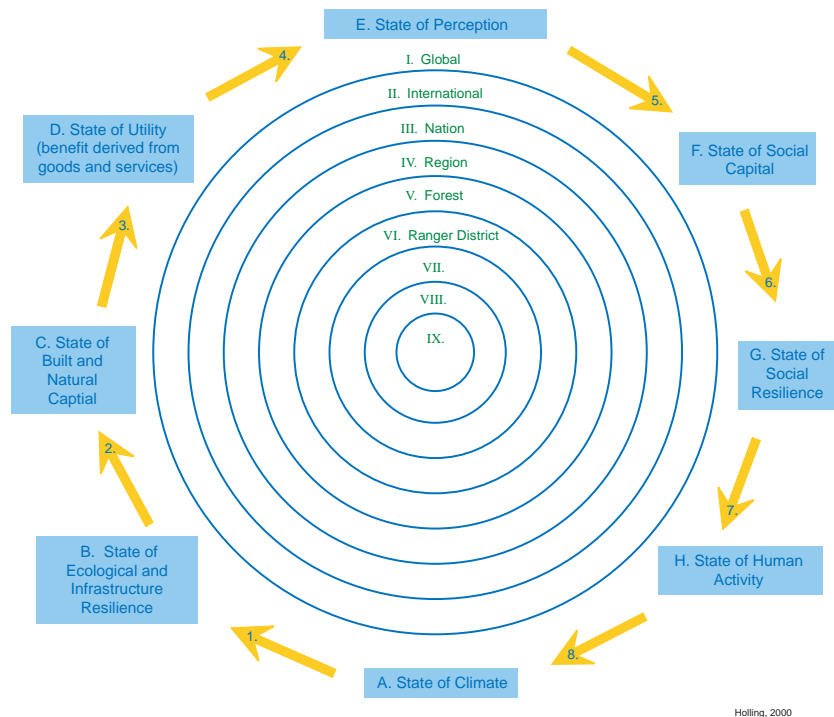 E. State of Perception
I. Global
4.
II. International
5.
III. Nation
D. State of Utility
(benefit derived from
goods and services)
F. State of Social
Capital
IV. Region
V. Forest
3.
VI. Ranger District
VII.
6.
VIII.
IX.
C. State of
Built and
Natural
Captial
G. State of
Social
Resilience
2.
7.
B. State of
Ecological and
Infrastructure
Resilience
H. State of Human
Activity
1.
8.
A. State of Climate
Holling, 2000